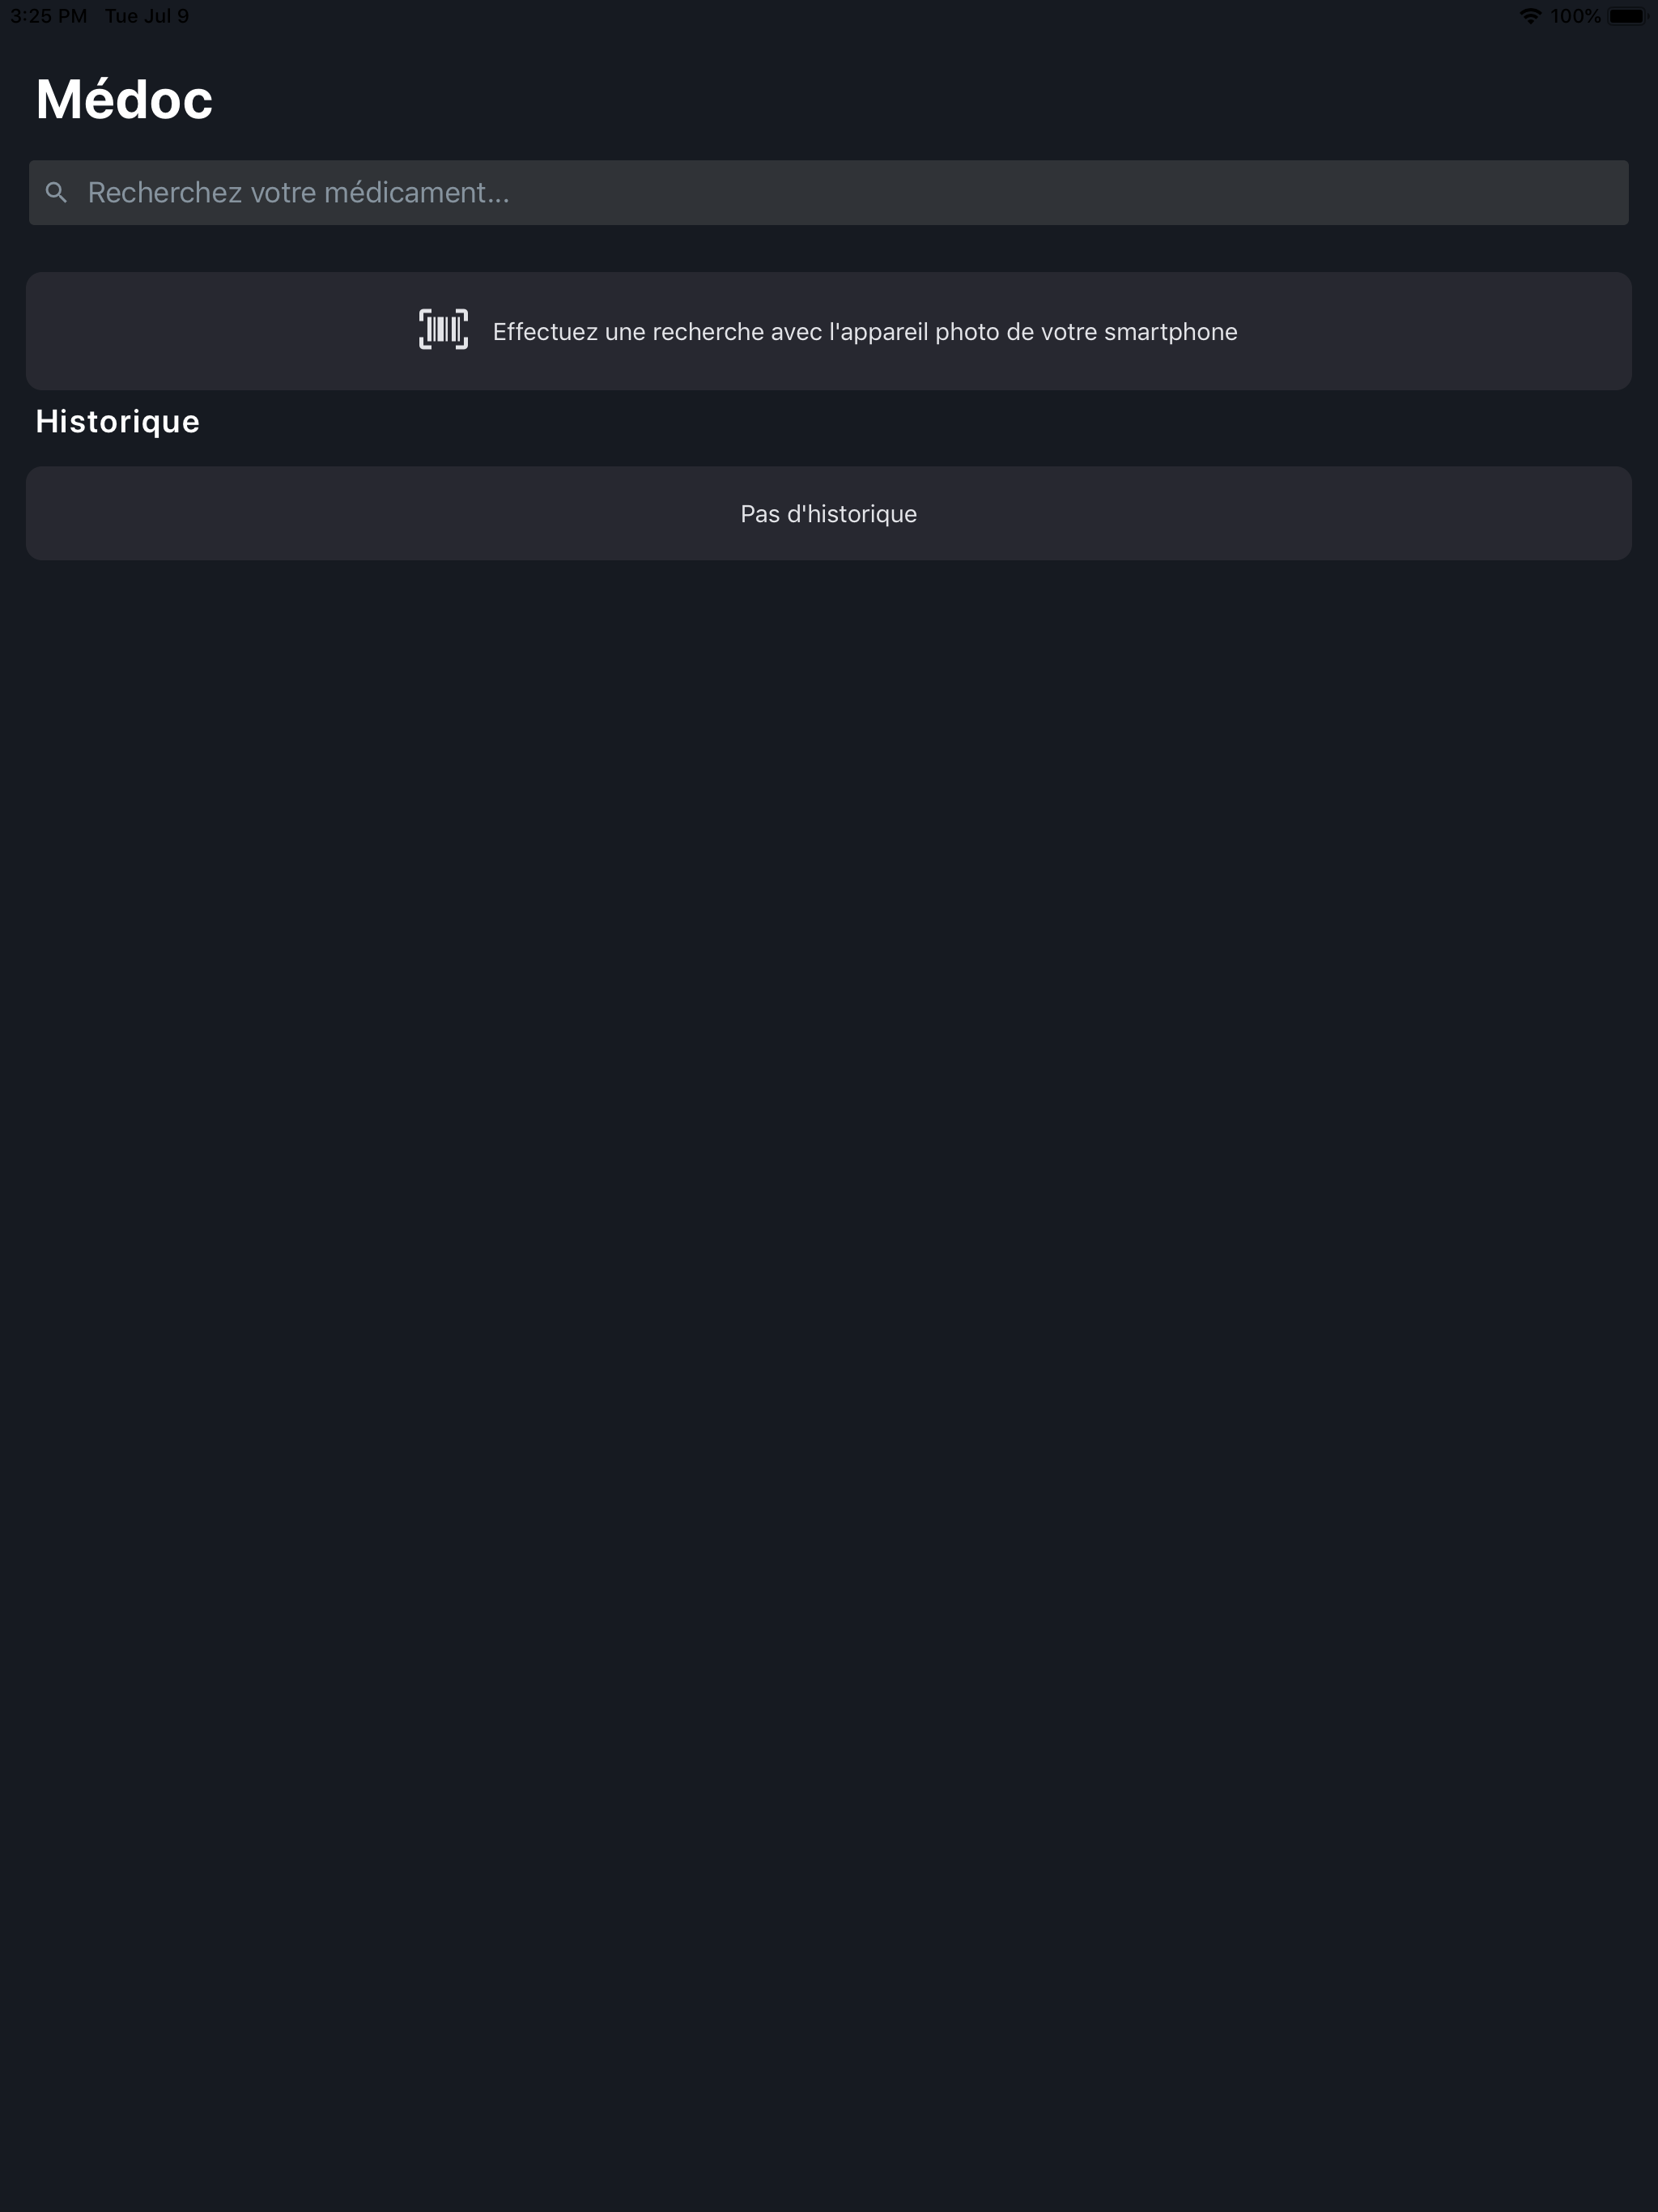 3:25 PM Tue Jul 9 100%
Médoc
Recherchez votre médicament...
Effectuez une recherche avec l'appareil photo de votre smartphone
Historique
Pas d'historique